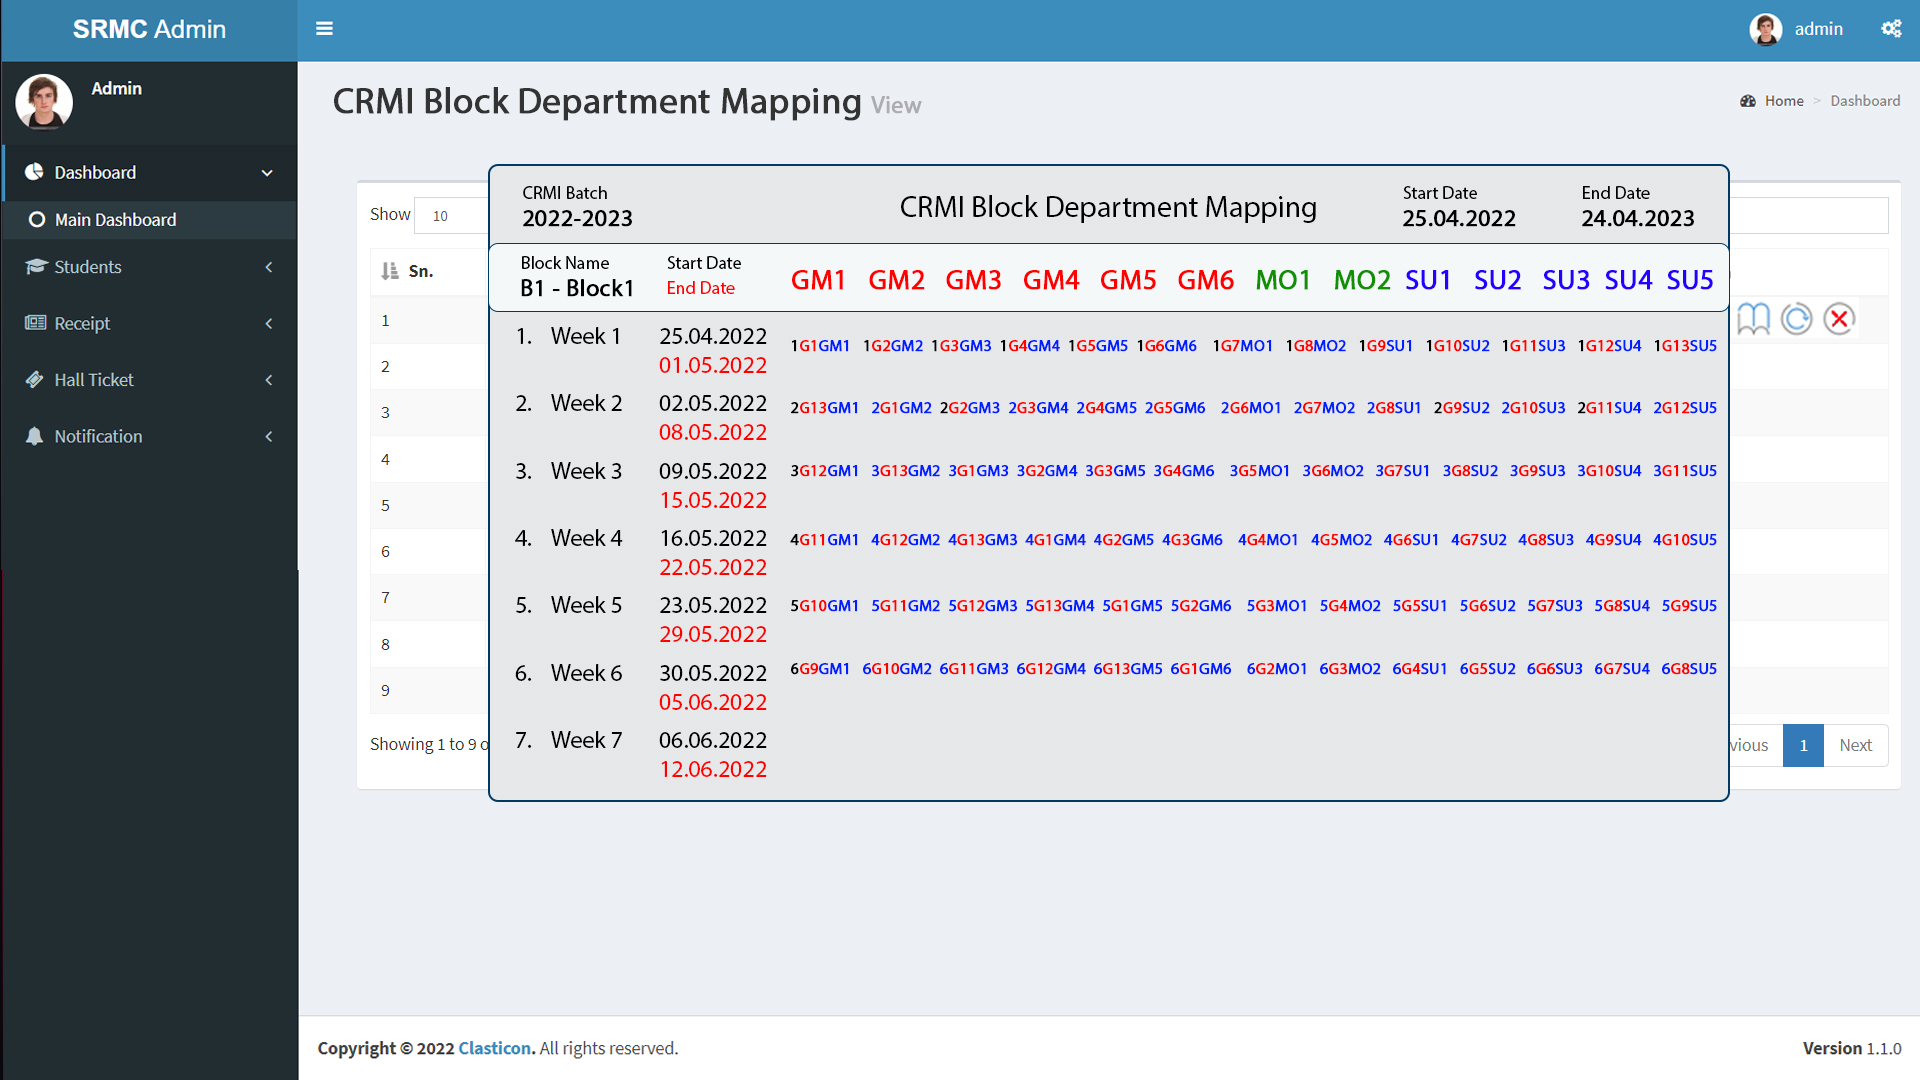 SRMC Admin
admin
Admin
Dashboard
Main Dashboard
Students
Receipt
Hall Ticket
Notification
CRMI Block Department Mapping View
Home > Dashboard
Show 10
Sn.
1
2
3
4
5
6
7
8
9
Showing 1 to 9 o
CRMI Batch
2022-2023
CRMI Block Department Mapping
Start Date
25.04.2022
End Date
24.04.2023
Block Name
B1 - Block1
Start Date
End Date
GM1 GM2 GM3 GM4 GM5 GM6 MO1 MO2 SU1 SU2 SU3 SU4 SU5
1. Week 1 25.04.2022
01.05.2022
1G1GM1 1G2GM2 1G3GM3 1G4GM4 1G5GM5 1G6GM6 1G7MO1 1G8MO2 1G9SU1 1G10SU2 1G11SU3 1G12SU4 1G13SU5
2. Week 2 02.05.2022
08.05.2022
2G13GM1 2G1GM2 2G2GM3 2G3GM4 2G4GM5 2G5GM6 2G6MO1 2G7MO2 2G8SU1 2G9SU2 2G10SU3 2G11SU4 2G12SU5
3. Week 3 09.05.2022
15.05.2022
3G12GM1 3G13GM2 3G1GM3 3G2GM4 3G3GM5 3G4GM6 3G5MO1 3G6MO2 3G7SU1 3G8SU2 3G9SU3 3G10SU4 3G11SU5
4. Week 4 16.05.2022
22.05.2022
4G11GM1 4G12GM2 4G13GM3 4G1GM4 4G2GM5 4G3GM6 4G4MO1 4G5MO2 4G6SU1 4G7SU2 4G8SU3 4G9SU4 4G10SU5
5. Week 5 23.05.2022
29.05.2022
5G10GM1 5G11GM2 5G12GM3 5G13GM4 5G1GM5 5G2GM6 5G3MO1 5G4MO2 5G5SU1 5G6SU2 5G7SU3 5G8SU4 5G9SU5
6. Week 6 30.05.2022
05.06.2022
6G9GM1 6G10GM2 6G11GM3 6G12GM4 6G13GM5 6G1GM6 6G2MO1 6G3MO2 6G4SU1 6G5SU2 6G6SU3 6G7SU4 6G8SU5
7. Week 7 06.06.2022
12.06.2022
vious 1 Next
Copyright © 2022 Clasticon. All rights reserved.
Version 1.1.0